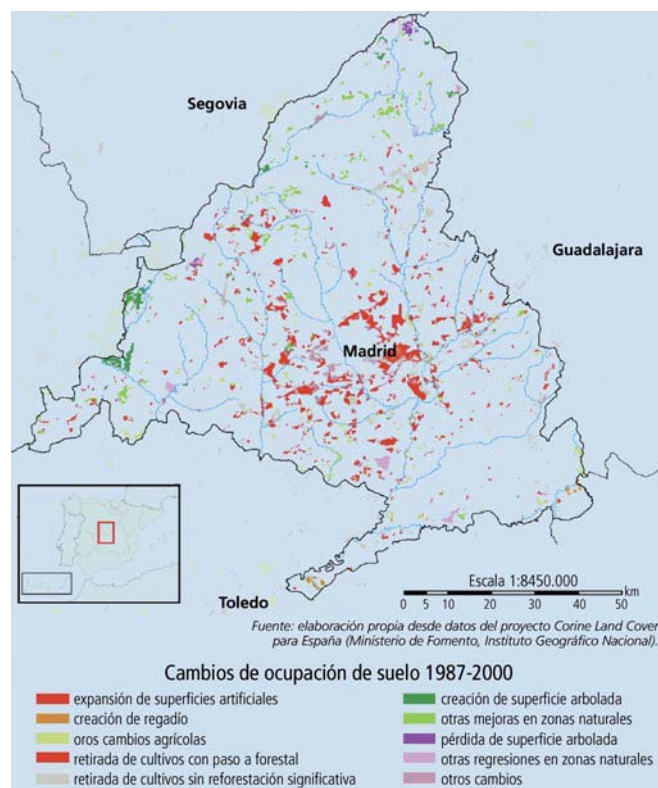 Segovia
Guadalajara
Madrid
Toledo
Escala 1:8450.000
km
0 5 10 20 30 40 50
Fuente: elaboración propia desde datos del proyecto Corine Land Cover
para España (Ministerio de Fomento, Instituto Geográfico Nacional).
Cambios de ocupación de suelo 1987-2000
expansión de superficies artificiales
creación de regadío
oros cambios agrícolas
retirada de cultivos con paso a forestal
retirada de cultivos sin reforestación significativa
creación de superficie arbolada
otras mejoras en zonas naturales
pérdida de superficie arbolada
otras regresiones en zonas naturales
otros cambios